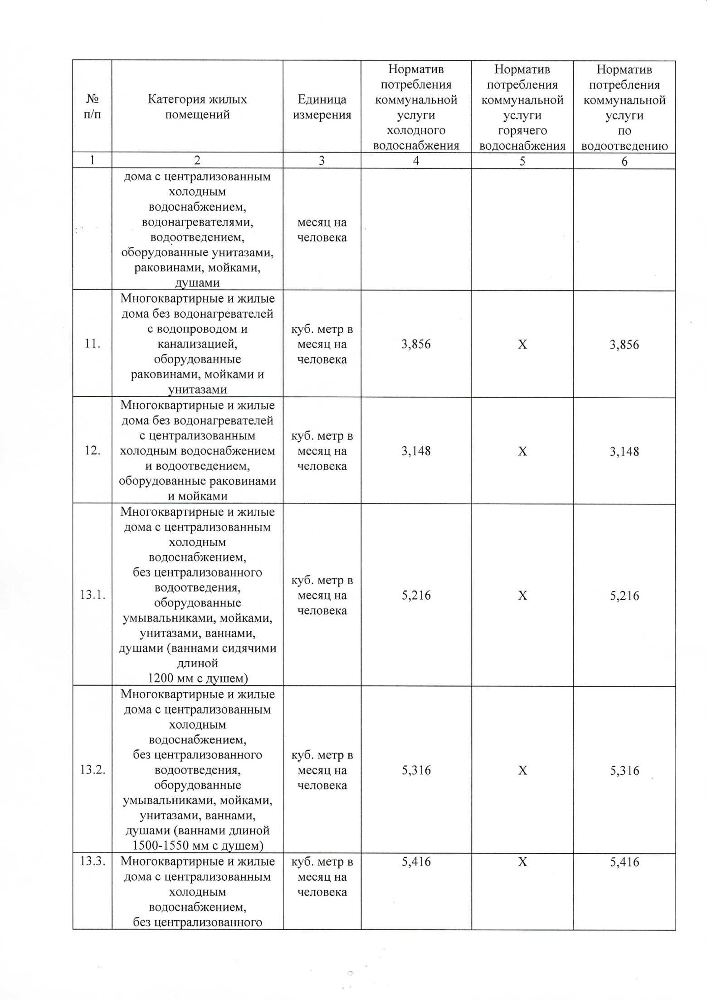 №
п/п
Категория жилых
помещений
Единица
измерения
Норматив
потребления
коммунальной
услуги
холодного
водоснабжения
Норматив
потребления
коммунальной
услуги
горячего
водоснабжения
Норматив
потребления
коммунальной
услуги
по
водоотведению
1
2
3
4
5
6
дома с централизованным
холодным
водоснабжением,
водонагревателями,
водоотведением,
оборудованные унитазами,
раковинами, мойками,
душами
месяц на
человека
11.
Многоквартирные и жилые
дома без водонагревателей
с водопроводом и
канализацией,
оборудованные
раковинами, мойками и
унитазами
куб. метр в
месяц на
человека
3,856
X
3,856
12.
Многоквартирные и жилые
дома без водонагревателей
с централизованным
холодным водоснабжением
и водоотведением,
оборудованные раковинами
и мойками
куб. метр в
месяц на
человека
3,148
X
3,148
13.1.
Многоквартирные и жилые
дома с централизованным
холодным
водоснабжением,
без централизованного
водоотведения,
оборудованные
умывальниками, мойками,
унитазами, ваннами,
душами (ваннами сидячими
длиной
1200 мм с душем)
куб. метр в
месяц на
человека
5,216
X
5,216
13.2.
Многоквартирные и жилые
дома с централизованным
холодным
водоснабжением,
без централизованного
водоотведения,
оборудованные
умывальниками, мойками,
унитазами, ваннами,
душами (ваннами длиной
1500-1550 мм с душем)
куб. метр в
месяц на
человека
5,316
X
5,316
13.3.
Многоквартирные и жилые
дома с централизованным
холодным
водоснабжением,
без централизованного
куб. метр в
месяц на
человека
5,416
X
5,416